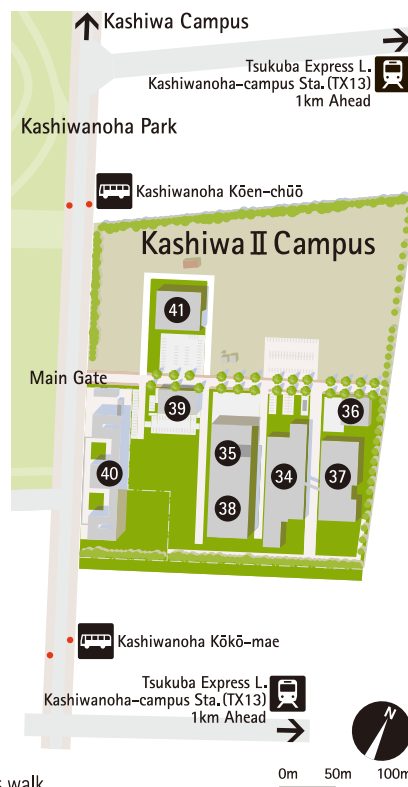 Kashiwa Campus
Tsukuba Express L.
Kashiwanoha-campus Sta. (TX13)
1km Ahead
Kashiwanoha Park
Kashiwanoha Kōen-chūō
Kashiwa II Campus
41
Main Gate
39
36
40
35
34
37
38
Kashiwanoha Kōkō-mae
Tsukuba Express L.
Kashiwanoha-campus Sta. (TX13)
1km Ahead
N
walk
0m 50m 100m